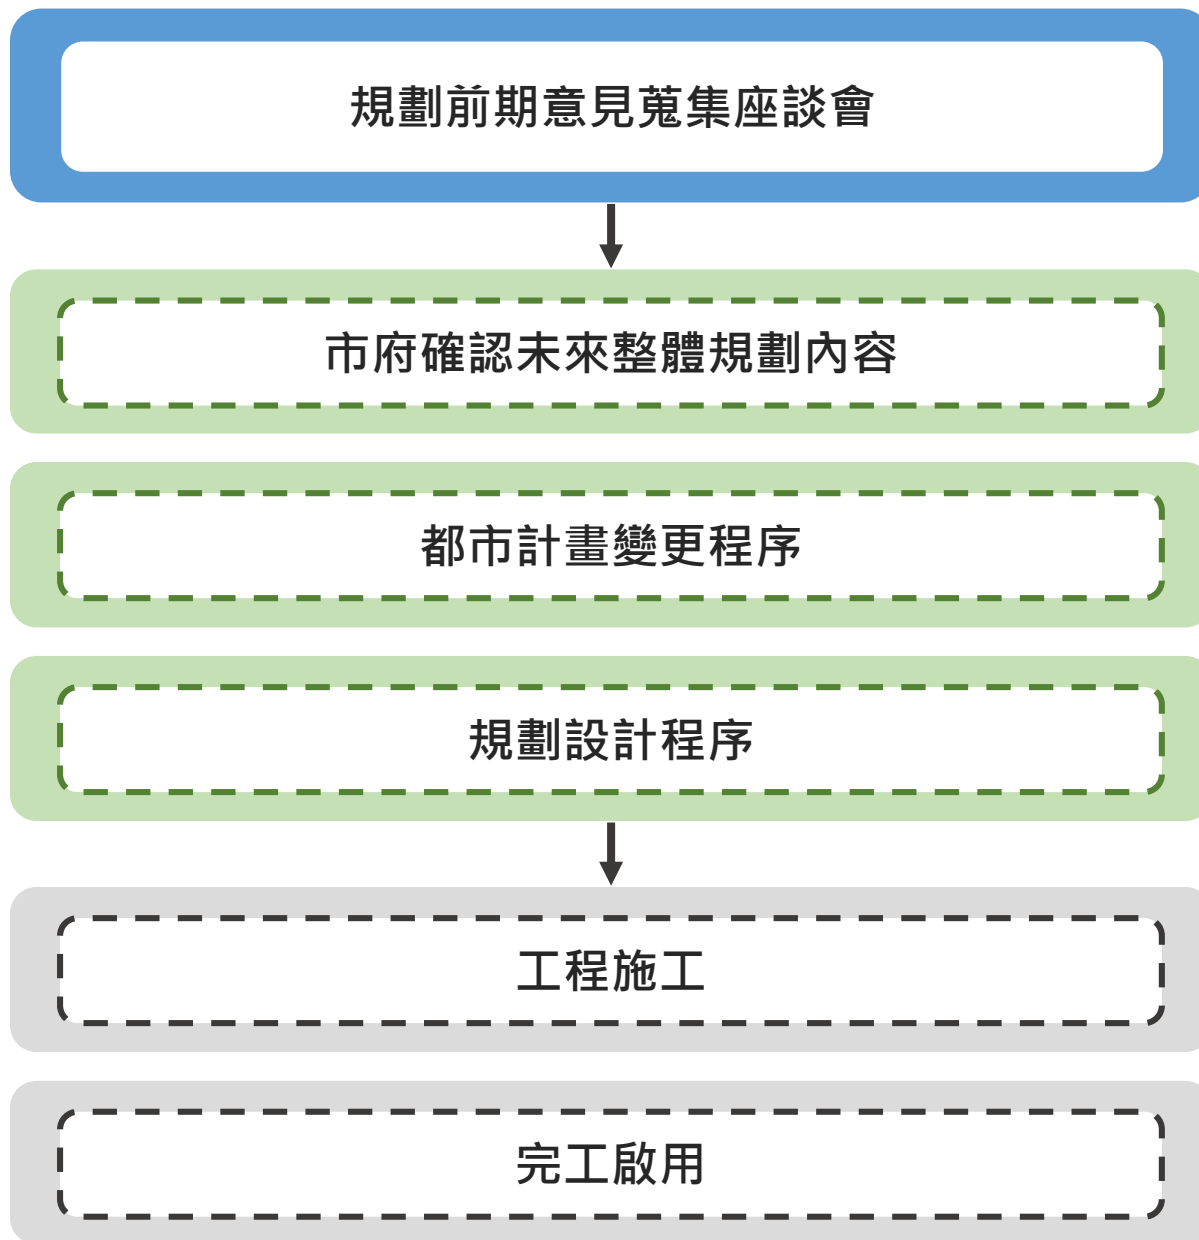 規劃前期意見蒐集座談會
市府確認未來整體規劃內容
都市計畫變更程序
規劃設計程序
工程施工
完工啟用